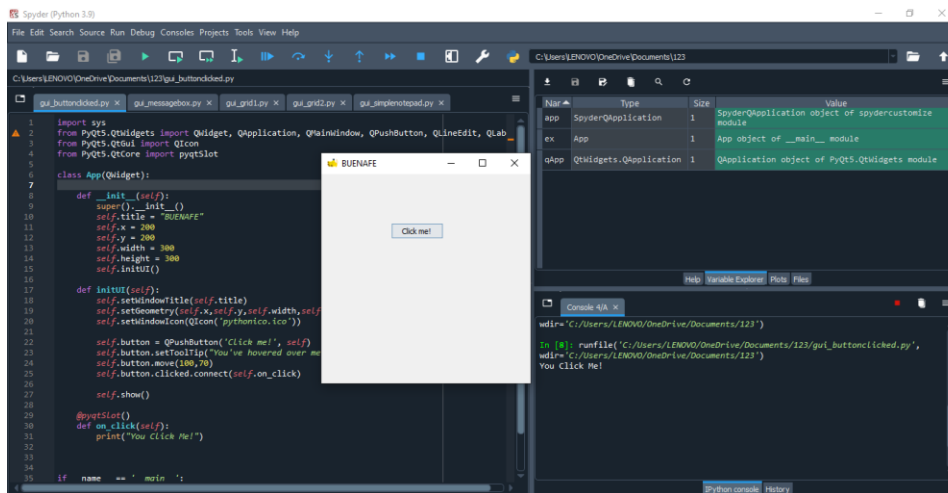 Spyder (Python 3.9)
File Edit Search Source Run Debug Consoles Projects Tools View Help
C:\Users\LENOVO\OneDrive\Documents\123
C:\Users\LENOVO\OneDrive\Documents\123\gui_buttonclicked.py
gui_buttonclicked.py × gui_messagebox.py × gui_grid1.py × gui_grid2.py × gui_simplenotepad.py ×
1 import sys
2 from PyQt5.QtWidgets import QWidget, QApplication, QMainWindow, QPushButton, QLineEdit, QLab
3 from PyQt5.QtGui import QIcon
4 from PyQt5.QtCore import pyqtSlot
5
6 class App(QWidget):
7
8 def __init__(self):
9 super().__init__()
10 self.title = "BUENAFE"
11 self.x = 200
12 self.y = 200
13 self.width = 300
14 self.height = 300
15 self.initUI()
16
17 def initUI(self):
18 self.setWindowTitle(self.title)
19 self.setGeometry(self.x,self.y,self.width,self
20 self.setWindowIcon(QIcon('pythonico.ico'))
21
22 self.button = QPushButton('Click me!', self)
23 self.button.setToolTip("You've hovered over me
24 self.button.move(100,70)
25 self.button.clicked.connect(self.on_click)
26
27 self.show()
28
29 @pyqtSlot()
30 def on_click(self):
31 print("You Click Me!")
32
33
34
35 if __name__ == '__main__':
BUENAFE
Click me!
Nar Type Size Value
app SpyderQApplication 1 SpyderQApplication object of spydercustomize module
ex App 1 App object of __main__ module
qApp QtWidgets.QApplication 1 QApplication object of PyQt5.QtWidgets module
Help Variable Explorer Plots Files
Console 4/A ×
wdir='C:/Users/LENOVO/OneDrive/Documents/123')
In [8]: runfile('C:/Users/LENOVO/OneDrive/Documents/123/gui_buttonclicked.py',
wdir='C:/Users/LENOVO/OneDrive/Documents/123')
You Click Me!
IPython console History